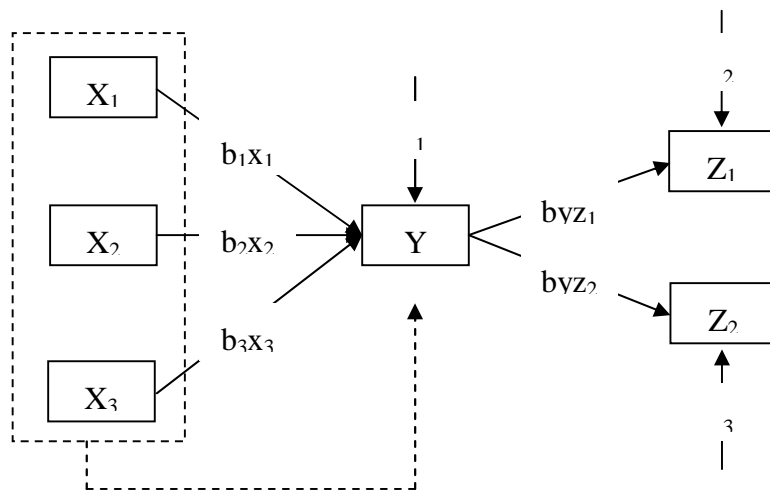 X₁
b₁x₁
X₂
b₂x₂
X₃
b₃x₃
₁
Y
byz₁
byz₂
₂
Z₁
Z₂
₃